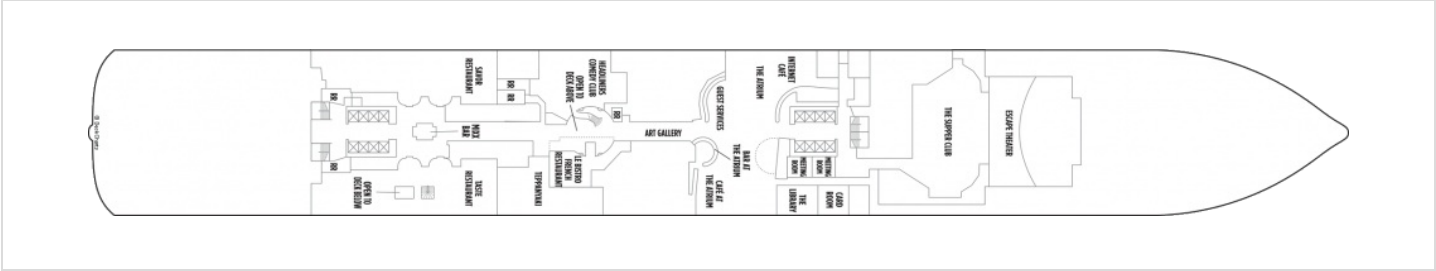 RR
SAVOR
RESTAURANT
RR
RR
HEADLINERS
COMEDY CLUB
OPEN TO
DECK ABOVE
RR
GUEST SERVICES
INTERNET
CAFÉ
THE ATRIUM
MIXX
BAR
ART GALLERY
THE SUPPER CLUB
ESCAPE THEATER
RR
OPEN TO
DECK BELOW
TASTE
RESTAURANT
TEPPANYAKI
LE BISTRO
FRENCH
RESTAURANT
BAR AT
THE ATRIUM
CAFÉ AT
THE ATRIUM
MEETING
ROOM
MEETING
ROOM
THE
LIBRARY
CARD
ROOM